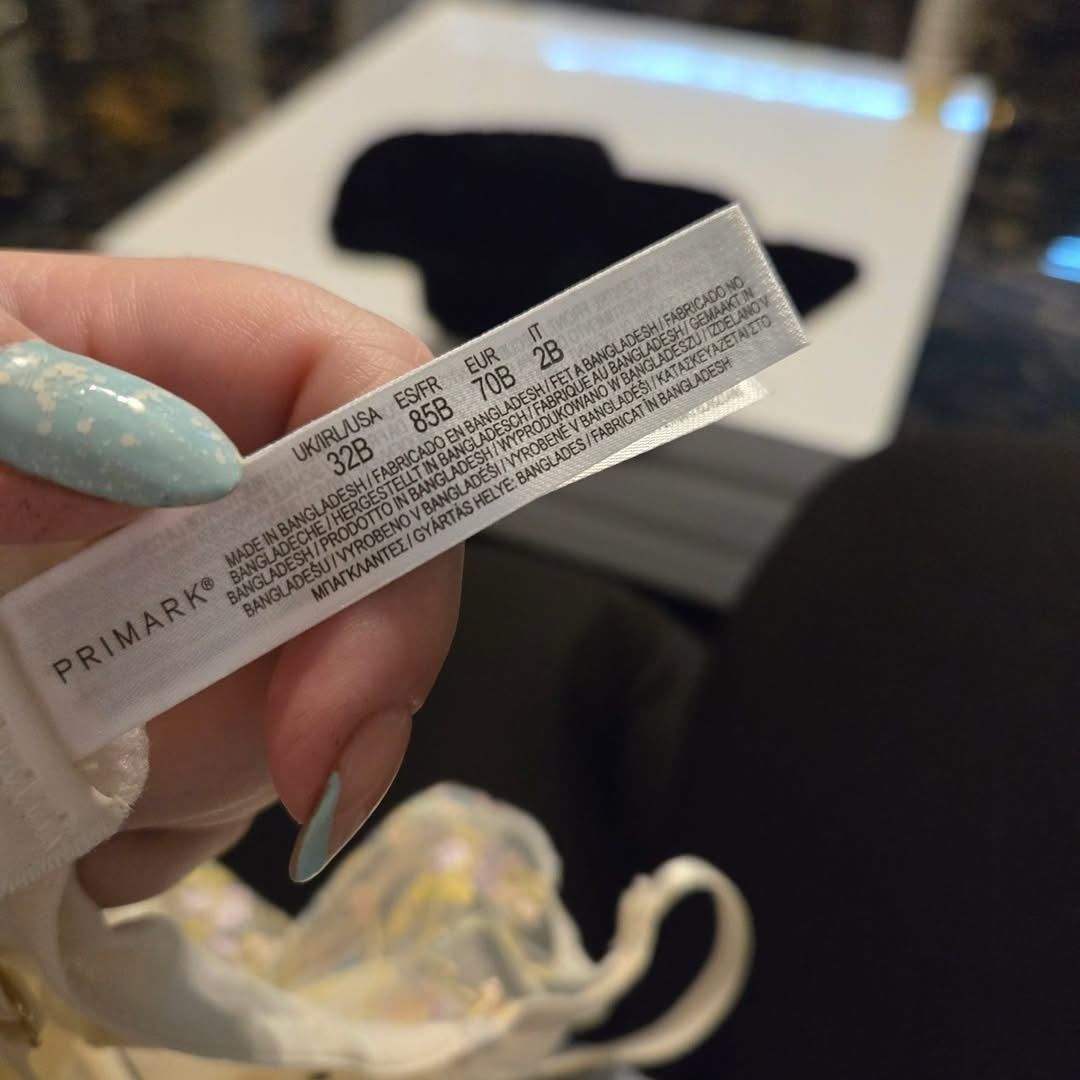 PRIMARK®
UK/IRL/USA ES/FR EUR IT
32B 85B 70B 2B
MADE IN BANGLADESH / FABRICADO EN BANGLADESH / FET A BANGLADESH / FABRICADO NO
BANGLADECHE / HERGESTELLT IN BANGLADESCH / FABRIQUÉ AU BANGLADESH / GEMAAKT IN
BANGLADESH / PRODOTTO IN BANGLADESH / WYPRODUKOWANO W BANGLADESZU / IZDELANO V
BANGLADEŠU / VYROBENO V BANGLADÉŠI / VYROBENÉ V BANGLADÉŠI / ΚΑΤΑΣΚΕΥΑΖΕΤΑΙ ΣΤΟ
ΜΠΑΓΚΛΑΝΤΕΣ / GYÁRTÁS HELYE: BANGLADES / FABRICAT ÎN BANGLADESH